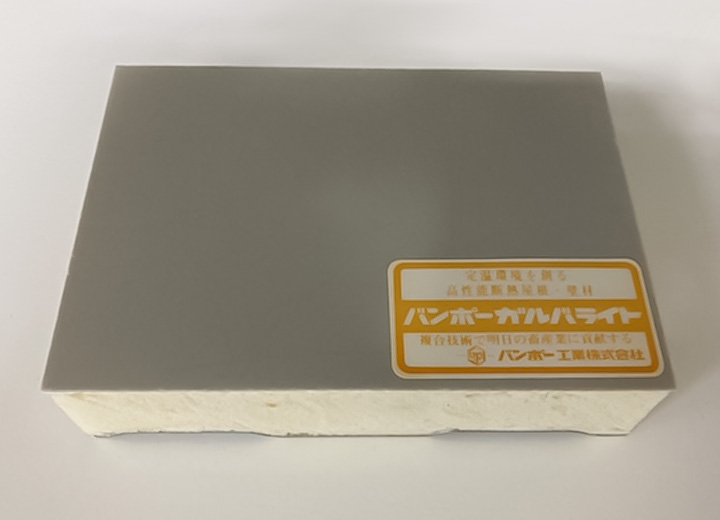 定温環境を創る
高性能断熱屋根・壁材
バンポーガルバライト
複合技術で明日の畜産業に貢献する
バンポー工業株式会社